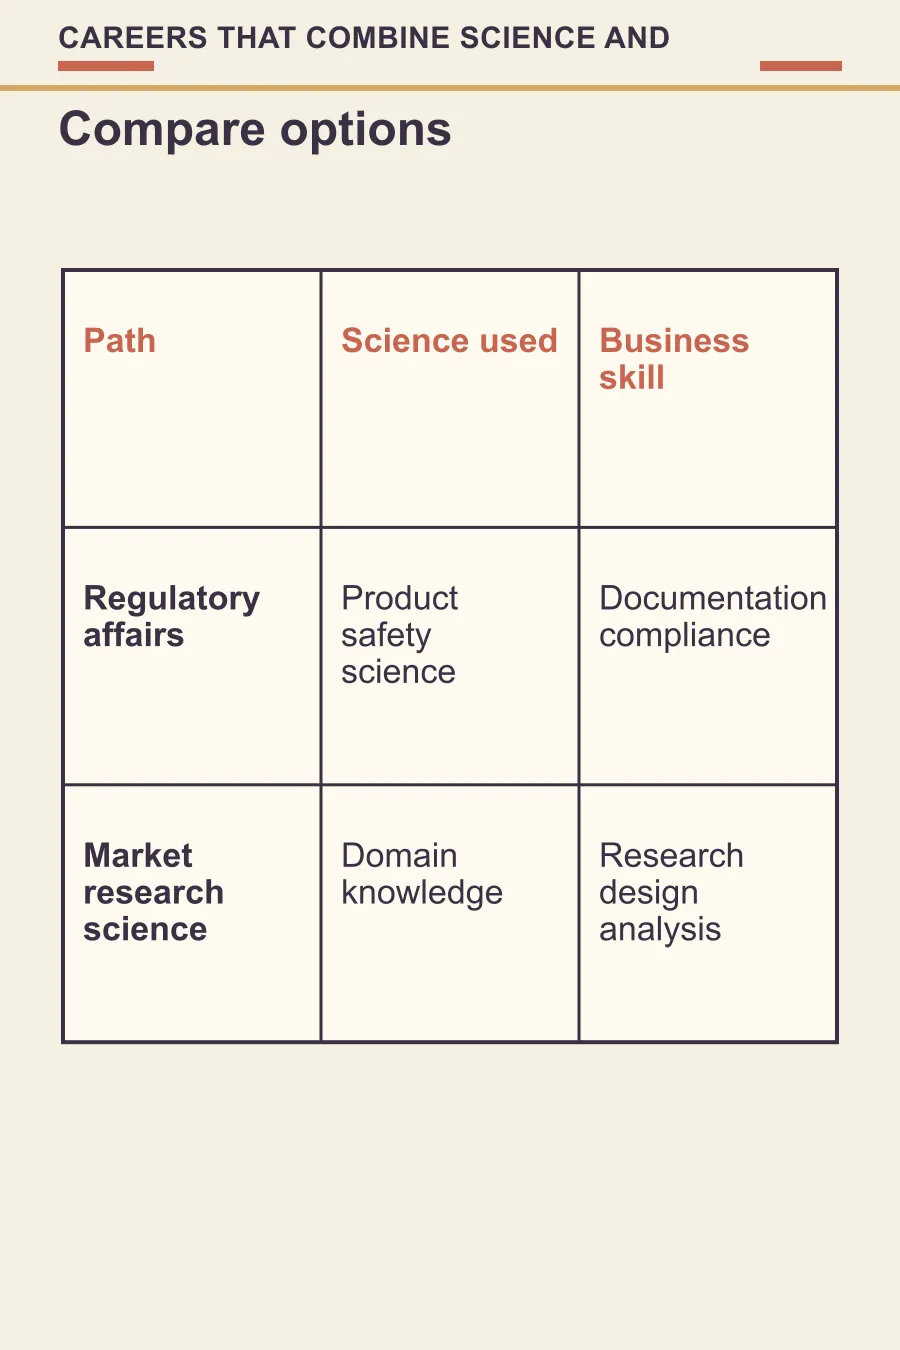 CAREERS THAT COMBINE SCIENCE AND
Compare options
Path
Science used
Business
skill
Regulatory
affairs
Product
safety
science
Documentation
compliance
Market
research
science
Domain
knowledge
Research
design
analysis